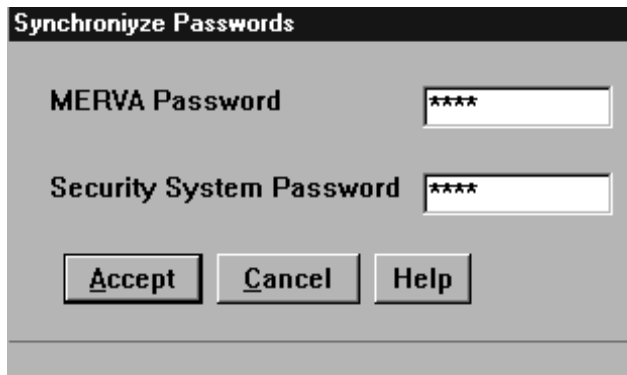 Synchroniyze Passwords
MERVA Password ****
Security System Password ****
Accept Cancel Help